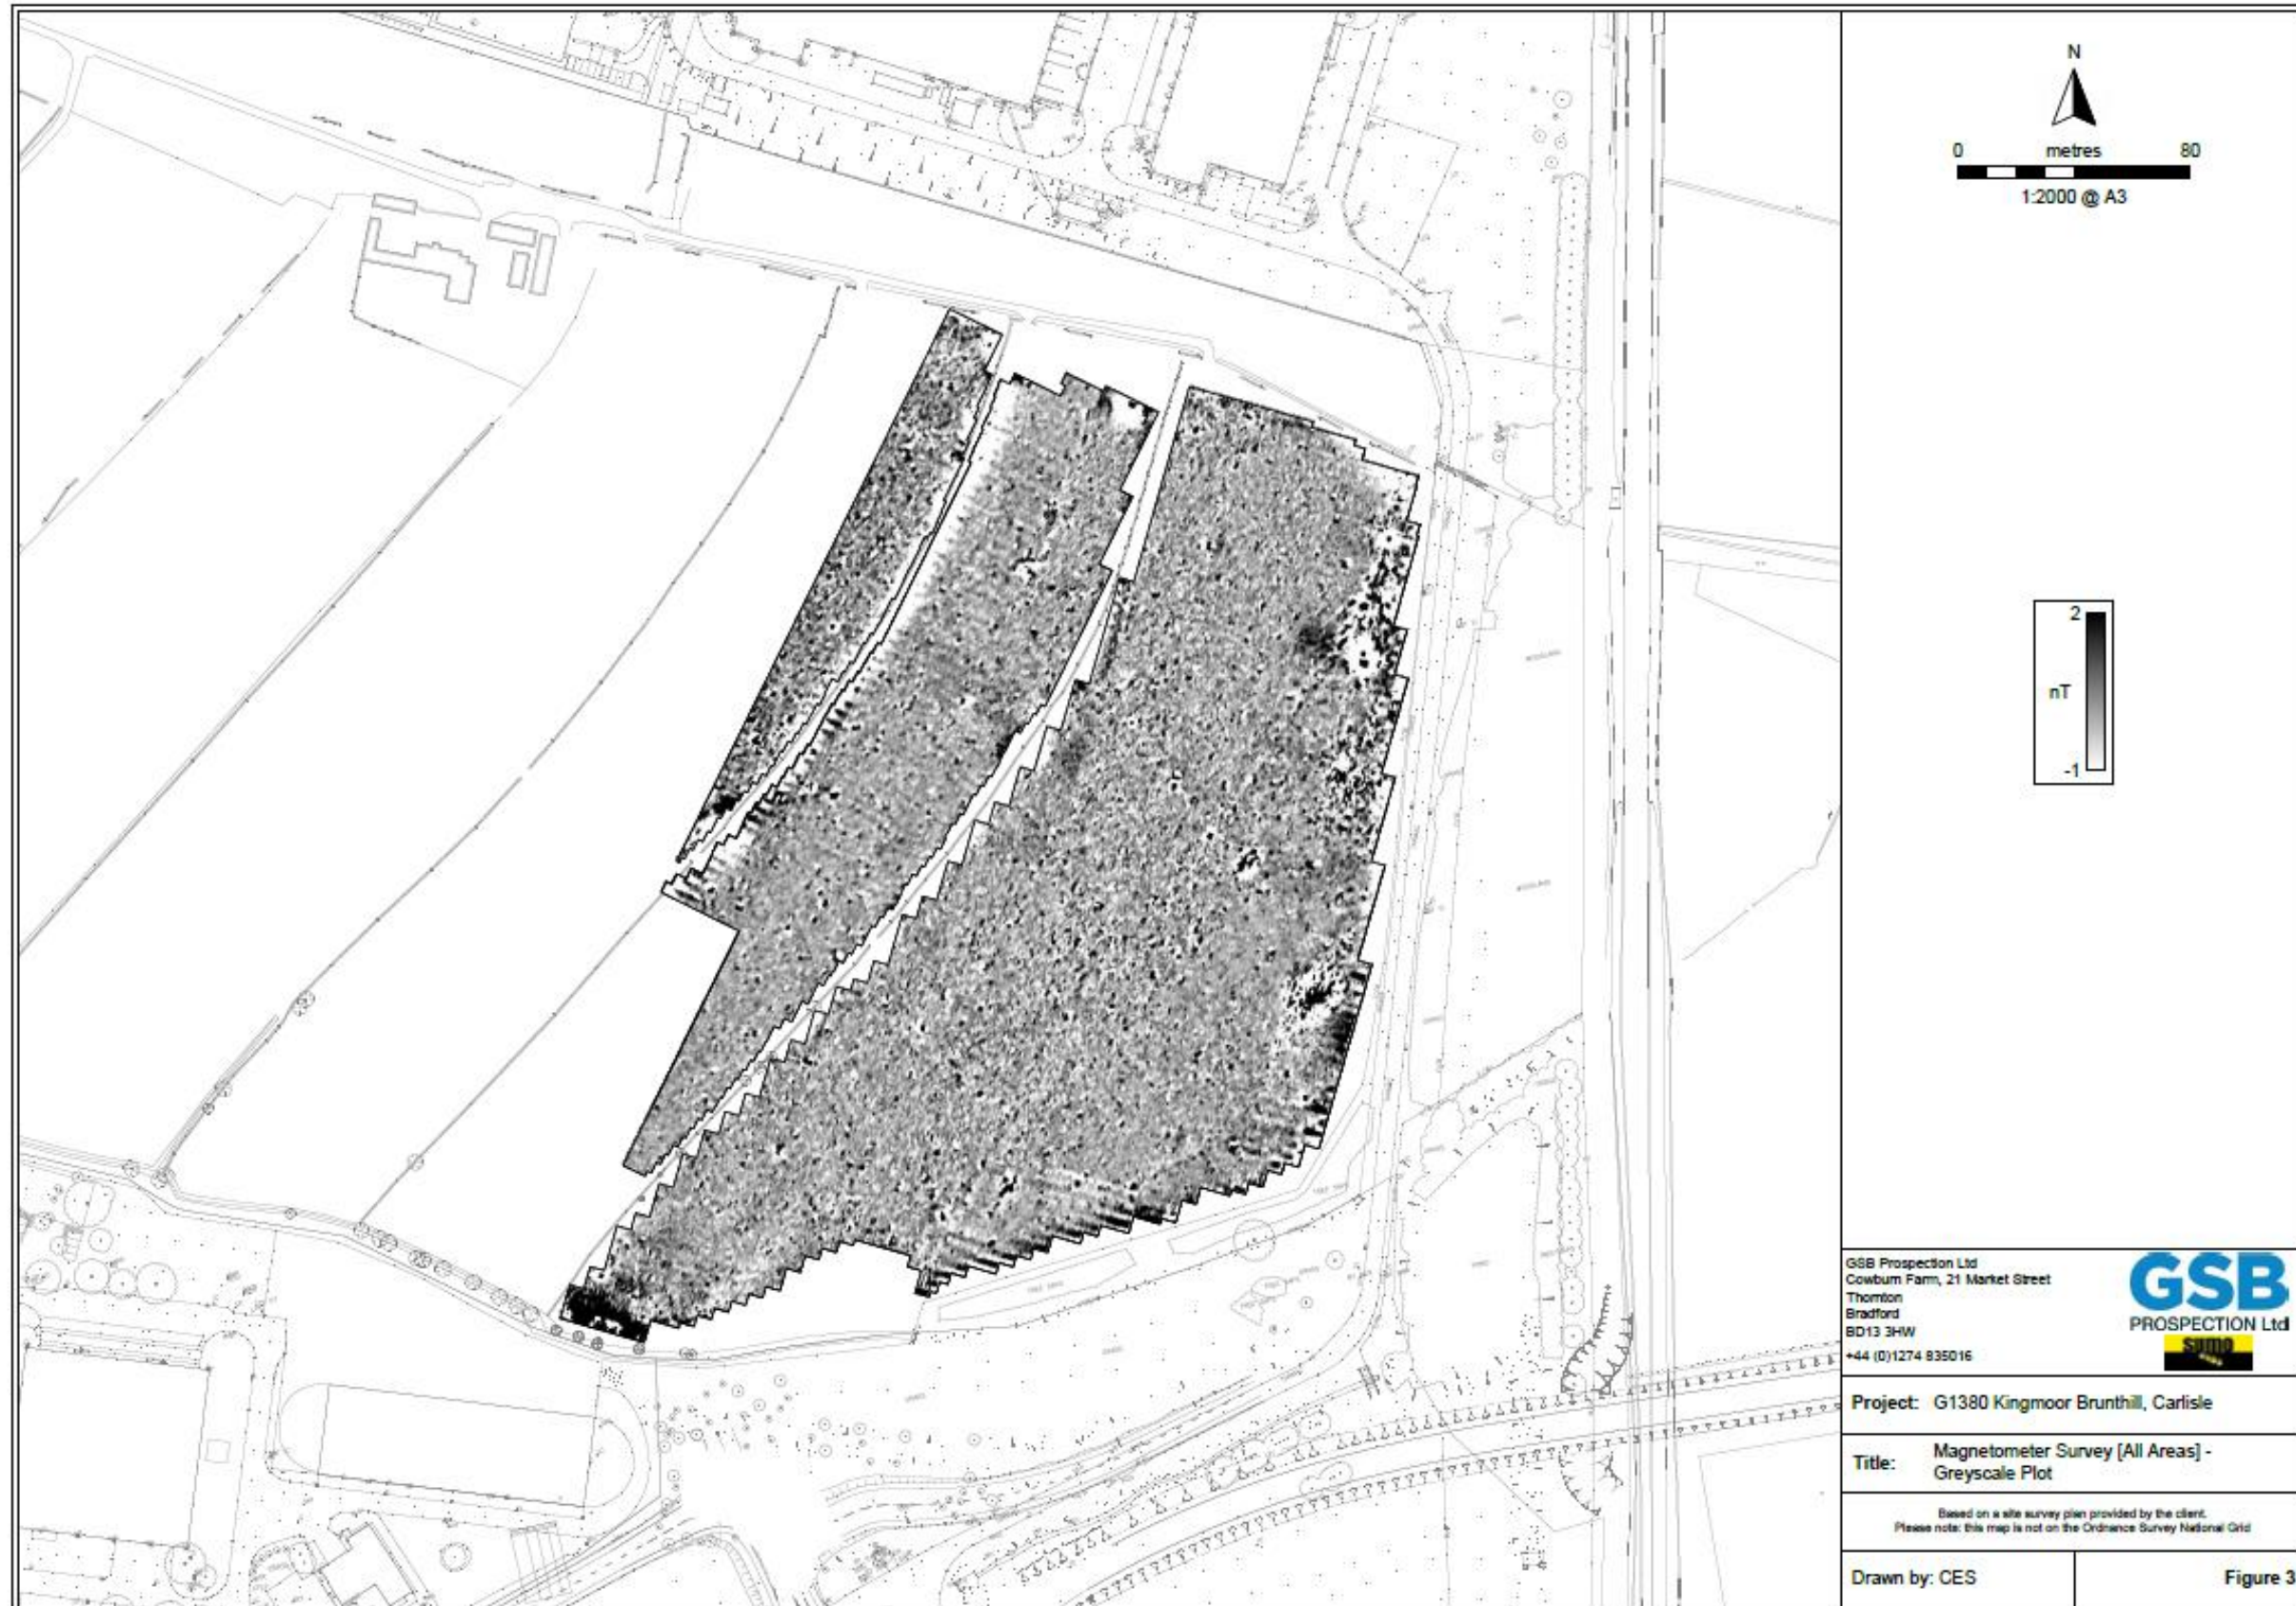 N
0 metres 80
1:2000 @ A3
2
nT
-1
GSB Prospection Ltd
Cowburn Farm, 21 Market Street
Thornton
Bradford
BD13 3HW
+44 (0)1274 835016
GSB
PROSPECTION Ltd
sumo
Project: G1380 Kingmoor Brunthill, Carlisle
Title: Magnetometer Survey [All Areas] -
Greyscale Plot
Based on a site survey plan provided by the client.
Please note: this map is not on the Ordnance Survey National Grid
Drawn by: CES
Figure 3